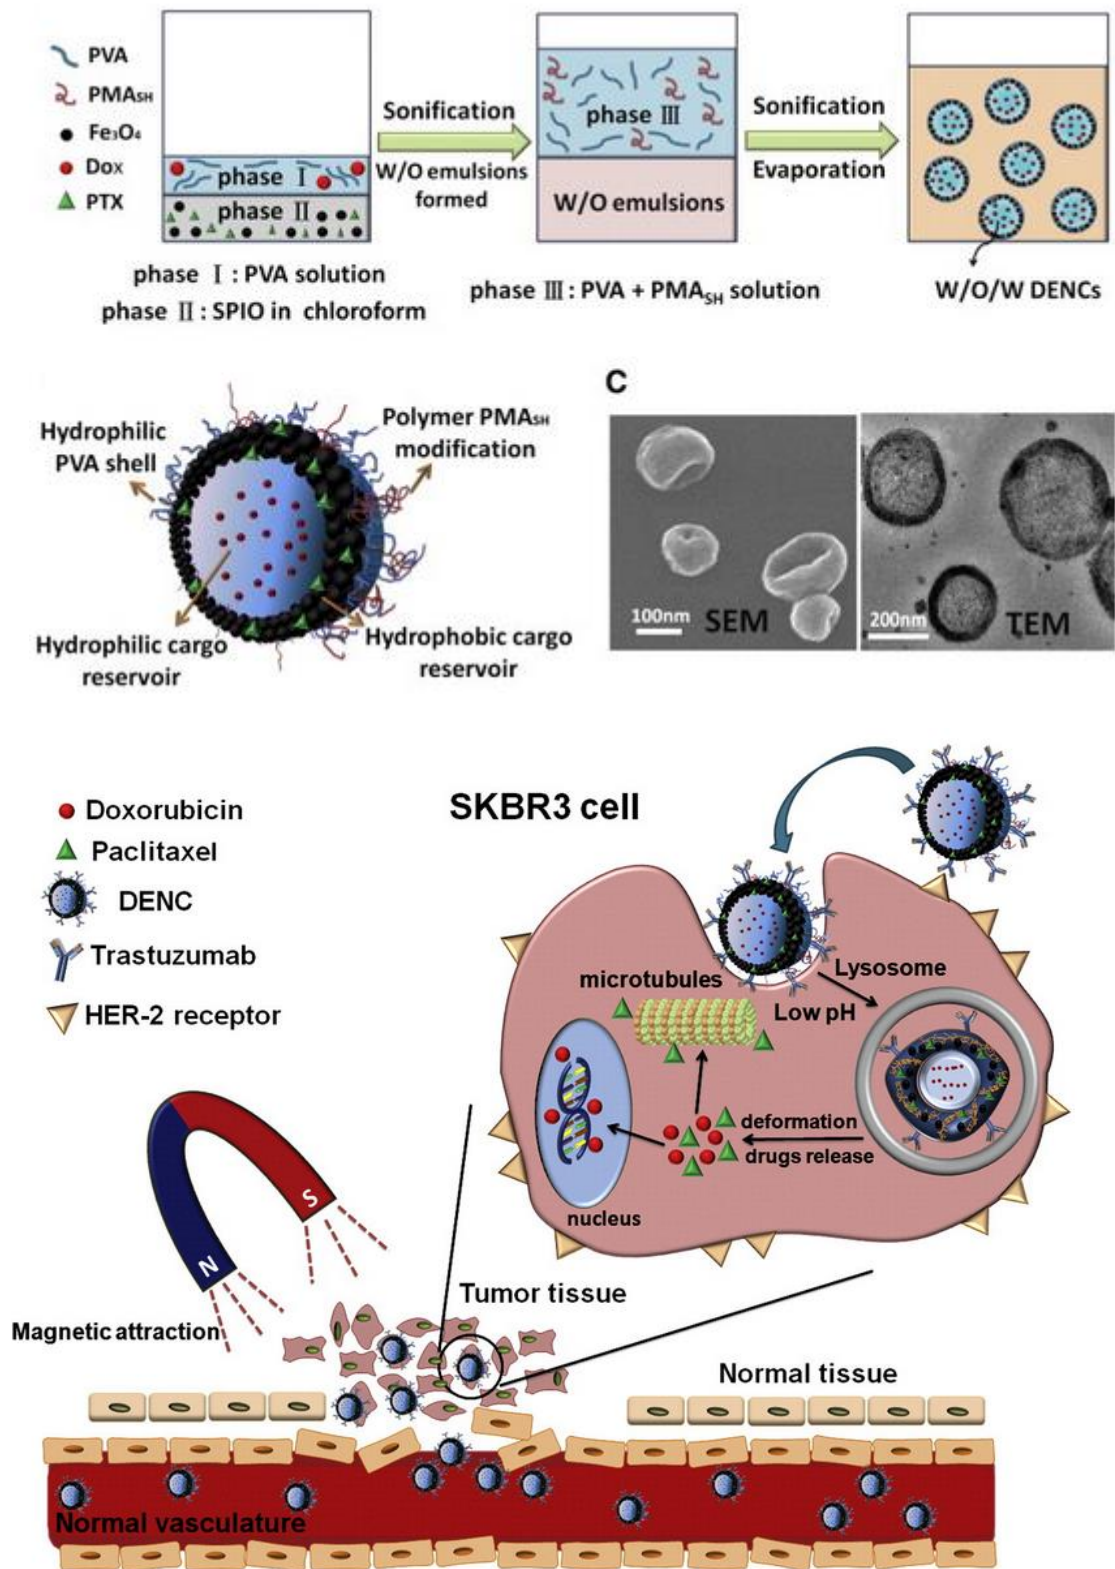 PVA
PMA_SH
Fe₃O₄
Dox
PTX
phase Ⅰ
phase Ⅱ
Sonification
W/O emulsions
formed
phase Ⅲ
W/O emulsions
Sonification
Evaporation
W/O/W DENCs
phase Ⅰ : PVA solution
phase Ⅱ : SPIO in chloroform
phase Ⅲ : PVA + PMA_SH solution
C
Hydrophilic
PVA shell
Polymer PMA_SH
modification
Hydrophilic cargo
reservoir
Hydrophobic cargo
reservoir
100nm
SEM
200nm
TEM
Doxorubicin
Paclitaxel
DENC
Trastuzumab
HER-2 receptor
SKBR3 cell
microtubules
Lysosome
Low pH
deformation
drugs release
nucleus
S
N
Magnetic attraction
Tumor tissue
Normal tissue
Normal vasculature